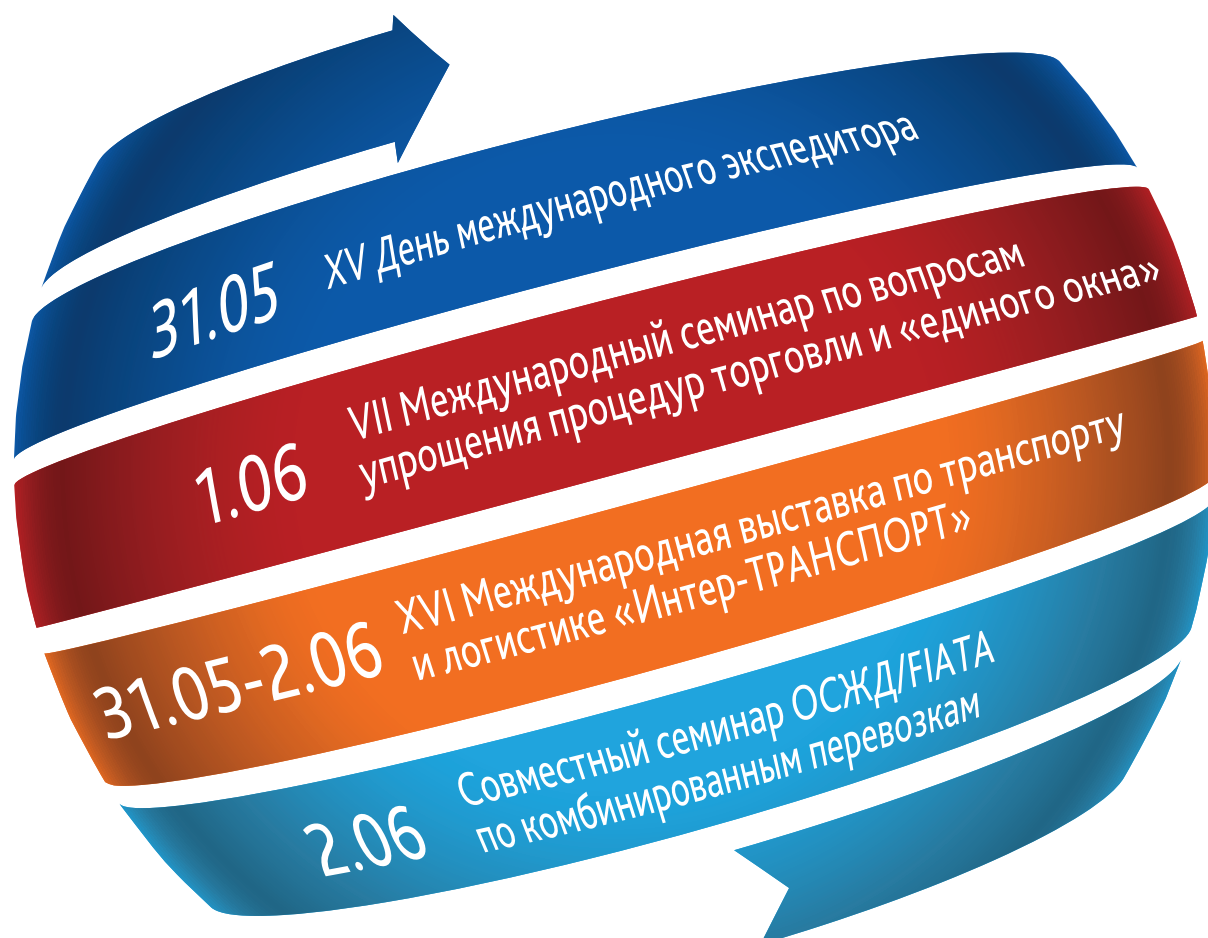 31.05
XV День международного экспедитора
1.06
VII Международный семинар по вопросам
упрощения процедур торговли и «единого окна»
31.05-2.06
XVI Международная выставка по транспорту
и логистике «Интер-ТРАНСПОРТ»
2.06
Совместный семинар ОСЖД/FIATA
по комбинированным перевозкам